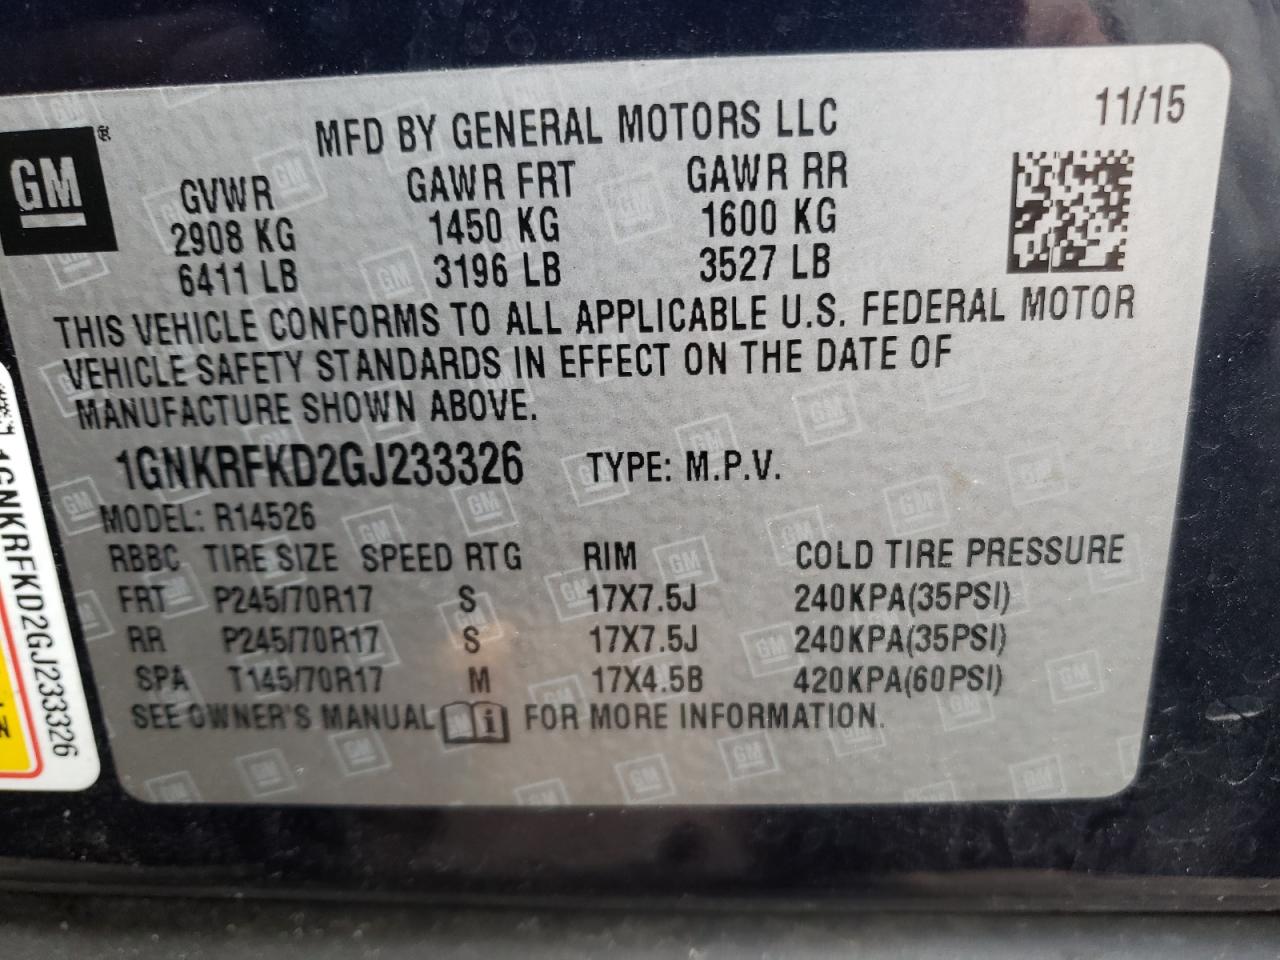 GM®
MFD BY GENERAL MOTORS LLC
11/15
GVWR GAWR FRT GAWR RR
2908 KG 1450 KG 1600 KG
6411 LB 3196 LB 3527 LB
THIS VEHICLE CONFORMS TO ALL APPLICABLE U.S. FEDERAL MOTOR
VEHICLE SAFETY STANDARDS IN EFFECT ON THE DATE OF
MANUFACTURE SHOWN ABOVE.
1GNKRFKD2GJ233326 TYPE: M.P.V.
MODEL: R14526
RBBC TIRE SIZE SPEED RTG RIM COLD TIRE PRESSURE
FRT P245/70R17 S 17X7.5J 240KPA(35PSI)
RR P245/70R17 S 17X7.5J 240KPA(35PSI)
SPA T145/70R17 M 17X4.5B 420KPA(60PSI)
SEE OWNER'S MANUAL i FOR MORE INFORMATION.
1GNKRFKD2GJ233326